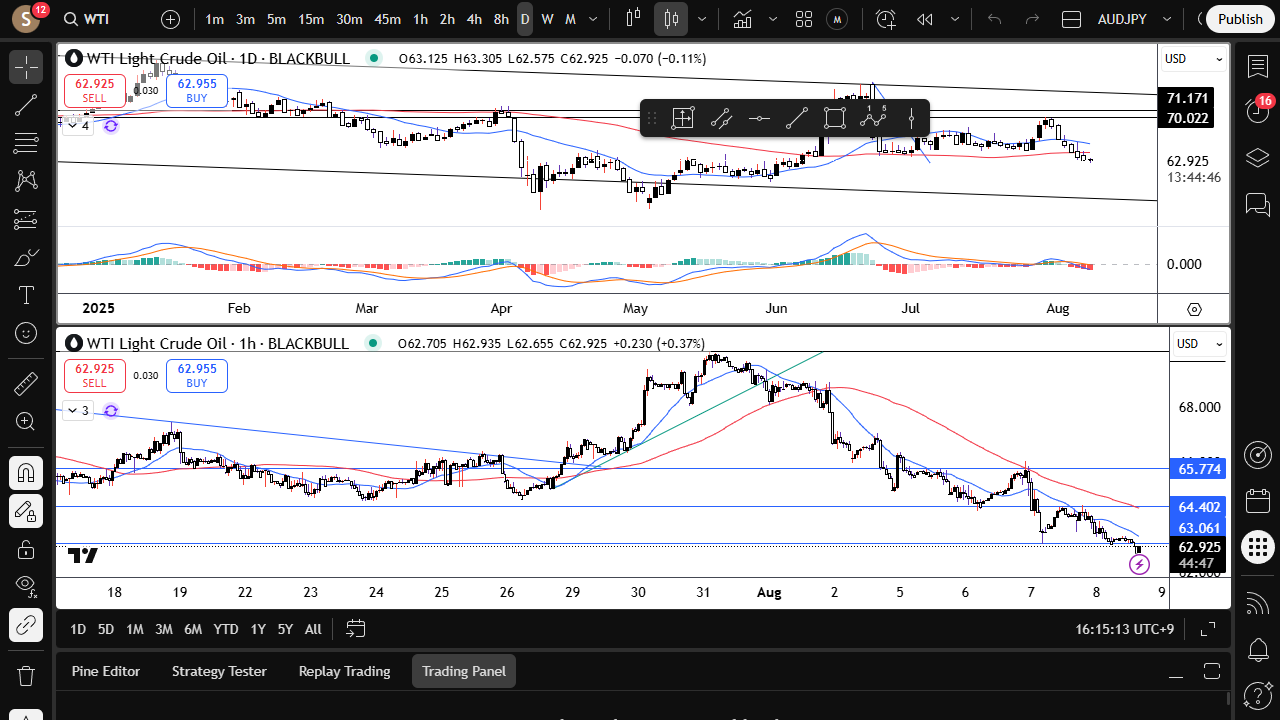 S 12 WTI 1m 3m 5m 15m 30m 45m 1h 2h 4h 8h D W M M AUDJPY Publish
WTI Light Crude Oil · 1D · BLACKBULL O63.125 H63.305 L62.575 C62.925 −0.070 (−0.11%) USD
62.925 SELL 0.030 62.955 BUY
4
1 5
71.171
70.022
62.925
13:44:46
0.000
2025 Feb Mar Apr May Jun Jul Aug
WTI Light Crude Oil · 1h · BLACKBULL O62.705 H62.935 L62.655 C62.925 +0.230 (+0.37%) USD
62.925 SELL 0.030 62.955 BUY
3
68.000
65.774
64.402
63.061
62.925
44:47
18 19 22 23 24 25 26 29 30 31 Aug 2 5 6 7 8 9
1D 5D 1M 3M 6M YTD 1Y 5Y All 16:15:13 UTC+9
Pine Editor Strategy Tester Replay Trading Trading Panel
16